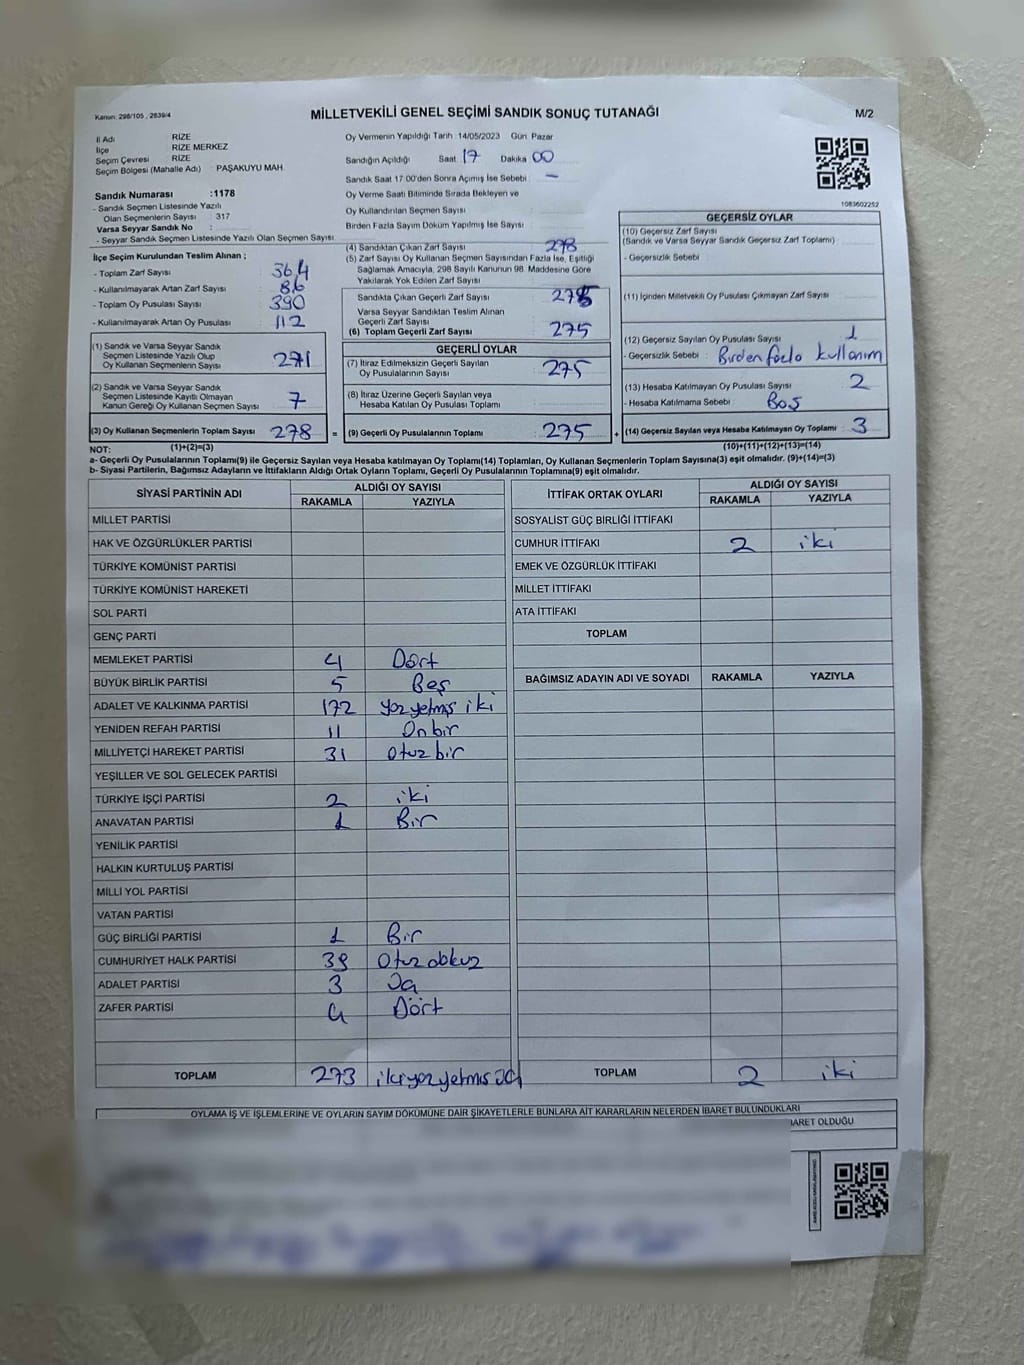 Kanun: 298/105 , 2839/4
MİLLETVEKİLİ GENEL SEÇİMİ SANDIK SONUÇ TUTANAĞI
M/2
İl Adı RİZE
İlçe RİZE MERKEZ
Seçim Çevresi RİZE
Seçim Bölgesi (Mahalle Adı) PAŞAKUYU MAH.
Sandık Numarası :1178
- Sandık Seçmen Listesinde Yazılı
Olan Seçmenlerin Sayısı : 317
Varsa Seyyar Sandık No :
- Seyyar Sandık Seçmen Listesinde Yazılı Olan Seçmen Sayısı
İlçe Seçim Kurulundan Teslim Alınan ;
- Toplam Zarf Sayısı : 364
- Kullanılmayarak Artan Zarf Sayısı : 86
- Toplam Oy Pusulası Sayısı : 390
- Kullanılmayarak Artan Oy Pusulası : 112
(1) Sandık ve Varsa Seyyar Sandık
Seçmen Listesinde Yazılı Olup
Oy Kullanan Seçmenlerin Sayısı : 271
(2) Sandık ve Varsa Seyyar Sandık
Seçmen Listesinde Kayıtlı Olmayan
Kanun Gereği Oy Kullanan Seçmen Sayısı : 7
(3) Oy Kullanan Seçmenlerin Toplam Sayısı : 278
Oy Vermenin Yapıldığı Tarih 14/05/2023 Gün Pazar
Sandığın Açıldığı Saat 17 Dakika 00
Sandık Saat 17:00'den Sonra Açımış İse Sebebi : -
Oy Verme Saati Bitiminde Sırada Bekleyen ve
Oy Kullandırılan Seçmen Sayısı
Birden Fazla Sayım Döküm Yapılmış İse Sayısı :
(4) Sandıktan Çıkan Zarf Sayısı : 278
(5) Zarf Sayısı Oy Kullanan Seçmen Sayısından Fazla İse, Eşitliği
Sağlamak Amacıyla, 298 Sayılı Kanunun 98. Maddesine Göre
Yakılarak Yok Edilen Zarf Sayısı :
Sandıkta Çıkan Geçerli Zarf Sayısı : 275
Varsa Seyyar Sandıktan Teslim Alınan
Geçerli Zarf Sayısı :
(6) Toplam Geçerli Zarf Sayısı : 275
GEÇERLİ OYLAR
(7) İtiraz Edilmeksizin Geçerli Sayılan
Oy Pusulalarının Sayısı : 275
(8) İtiraz Üzerine Geçerli Sayılan veya
Hesaba Katılan Oy Pusulası Toplamı :
= (9) Geçerli Oy Pusulalarının Toplamı : 275
1083602252
GEÇERSİZ OYLAR
(10) Geçersiz Zarf Sayısı :
(Sandık ve Varsa Seyyar Sandık Geçersiz Zarf Toplamı)
- Geçersizlik Sebebi :
(11) İçinden Milletvekili Oy Pusulası Çıkmayan Zarf Sayısı :
(12) Geçersiz Sayılan Oy Pusulası Sayısı : 1
- Geçersizlik Sebebi : Birden fazla kullanım
(13) Hesaba Katılmayan Oy Pusulası Sayısı : 2
- Hesaba Katılmama Sebebi : Boş
+ (14) Geçersiz Sayılan veya Hesaba Katılmayan Oy Toplamı : 3
NOT: (1)+(2)=(3) (10)+(11)+(12)+(13)=(14)
a- Geçerli Oy Pusulalarının Toplamı(9) ile Geçersiz Sayılan veya Hesaba katılmayan Oy Toplamı(14) Toplamları, Oy Kullanan Seçmenlerin Toplam Sayısına(3) eşit olmalıdır. (9)+(14)=(3)
b- Siyasi Partilerin, Bağımsız Adayların ve İttifakların Aldığı Ortak Oyların Toplamı, Geçerli Oy Pusulalarının Toplamına(9) eşit olmalıdır.
SİYASİ PARTİNİN ADI ALDIĞI OY SAYISI
RAKAMLA YAZIYLA
MİLLET PARTİSİ
HAK VE ÖZGÜRLÜKLER PARTİSİ
TÜRKİYE KOMÜNİST PARTİSİ
TÜRKİYE KOMÜNİST HAREKETİ
SOL PARTİ
GENÇ PARTİ
MEMLEKET PARTİSİ 4 Dört
BÜYÜK BİRLİK PARTİSİ 5 Beş
ADALET VE KALKINMA PARTİSİ 172 yüzyetmiş iki
YENİDEN REFAH PARTİSİ 11 Onbir
MİLLİYETÇİ HAREKET PARTİSİ 31 otuz bir
YEŞİLLER VE SOL GELECEK PARTİSİ
TÜRKİYE İŞÇİ PARTİSİ 2 iki
ANAVATAN PARTİSİ 1 Bir
YENİLİK PARTİSİ
HALKIN KURTULUŞ PARTİSİ
MİLLİ YOL PARTİSİ
VATAN PARTİSİ
GÜÇ BİRLİĞİ PARTİSİ 1 Bir
CUMHURİYET HALK PARTİSİ 39 Otuz dokuz
ADALET PARTİSİ 3 Üç
ZAFER PARTİSİ 4 Dört
TOPLAM 273 ikiyüzyetmiş üç
İTTİFAK ORTAK OYLARI ALDIĞI OY SAYISI
RAKAMLA YAZIYLA
SOSYALİST GÜÇ BİRLİĞİ İTTİFAKI
CUMHUR İTTİFAKI 2 iki
EMEK VE ÖZGÜRLÜK İTTİFAKI
MİLLET İTTİFAKI
ATA İTTİFAKI
TOPLAM
BAĞIMSIZ ADAYIN ADI VE SOYADI RAKAMLA YAZIYLA
TOPLAM 2 iki
OYLAMA İŞ VE İŞLEMLERİNE VE OYLARIN SAYIM DÖKÜMÜNE DAİR ŞİKAYETLERLE BUNLARA AİT KARARLARIN NELERDEN İBARET BULUNDUKLARI
OLDUĞU